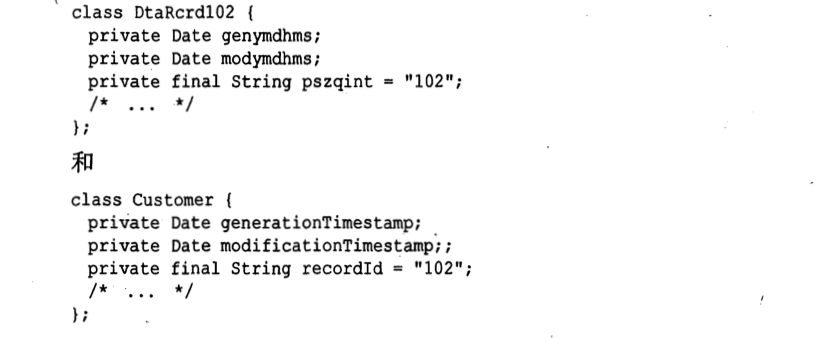 class DtaRcrd102 {
  private Date genymdhms;
  private Date modymdhms;
  private final String pszqint = "102";
  /* ... */
};
和
class Customer {
  private Date generationTimestamp;
  private Date modificationTimestamp;;
  private final String recordId = "102";
  /* ... */
};